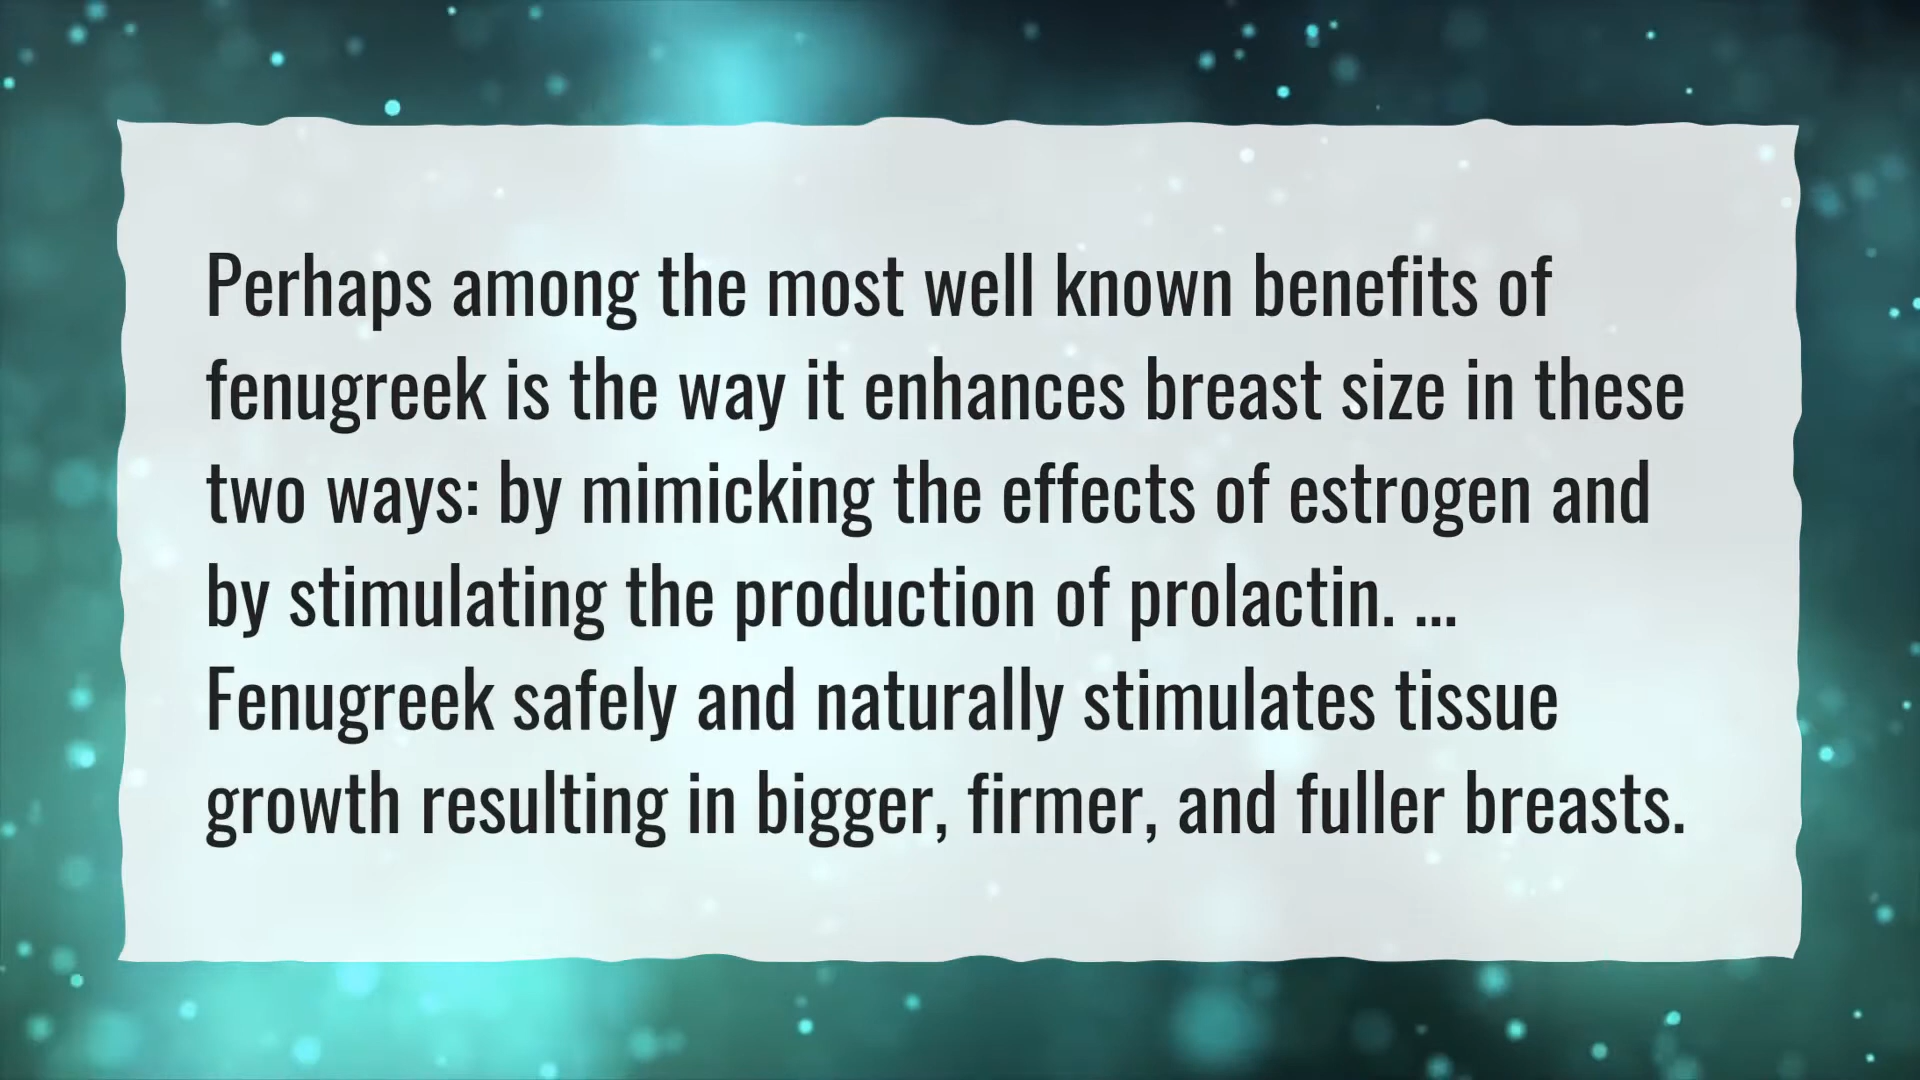 Perhaps among the most well known benefits of
fenugreek is the way it enhances breast size in these
two ways: by mimicking the effects of estrogen and
by stimulating the production of prolactin. ...
Fenugreek safely and naturally stimulates tissue
growth resulting in bigger, firmer, and fuller breasts.